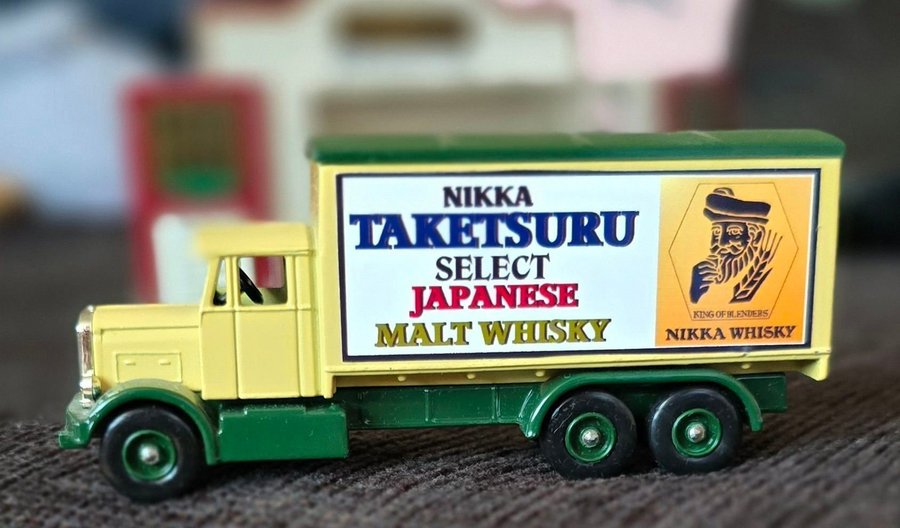 NIKKA
TAKETSURU
SELECT
JAPANESE
MALT WHISKY
KING OF BLENDERS
NIKKA WHISKY